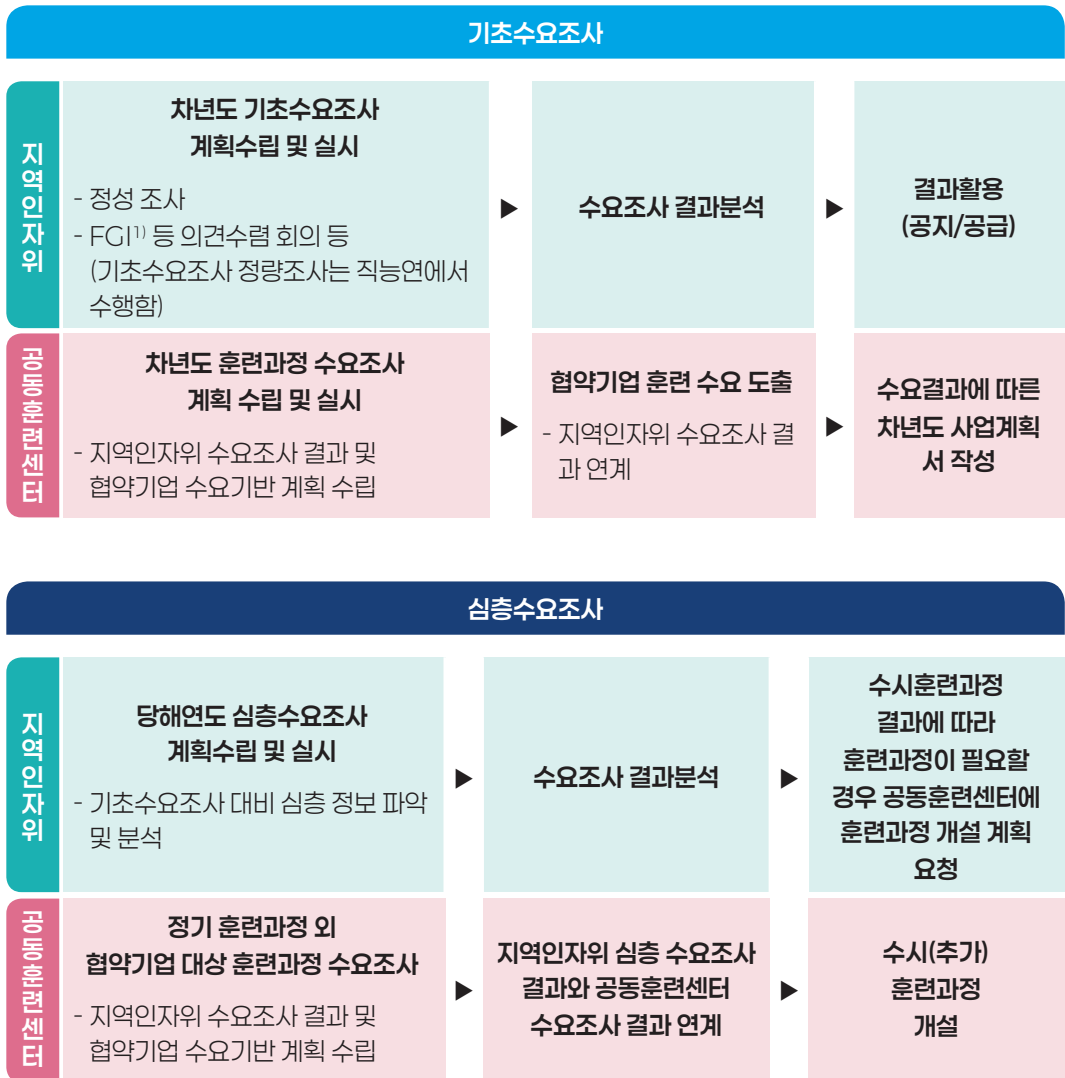 기초수요조사
지역인자위
차년도 기초수요조사
계획수립 및 실시
- 정성 조사
- FGI¹⁾ 등 의견수렴 회의 등
(기초수요조사 정량조사는 직능연에서
수행함)
▶
수요조사 결과분석
▶
결과활용
(공지/공급)
공동훈련센터
차년도 훈련과정 수요조사
계획 수립 및 실시
- 지역인자위 수요조사 결과 및
협약기업 수요기반 계획 수립
▶
협약기업 훈련 수요 도출
- 지역인자위 수요조사 결
과 연계
▶
수요결과에 따른
차년도 사업계획
서 작성
심층수요조사
지역인자위
당해연도 심층수요조사
계획수립 및 실시
- 기초수요조사 대비 심층 정보 파악
및 분석
▶
수요조사 결과분석
▶
수시훈련과정
결과에 따라
훈련과정이 필요할
경우 공동훈련센터에
훈련과정 개설 계획
요청
공동훈련센터
정기 훈련과정 외
협약기업 대상 훈련과정 수요조사
- 지역인자위 수요조사 결과 및
협약기업 수요기반 계획 수립
▶
지역인자위 심층 수요조사
결과와 공동훈련센터
수요조사 결과 연계
▶
수시(추가)
훈련과정
개설